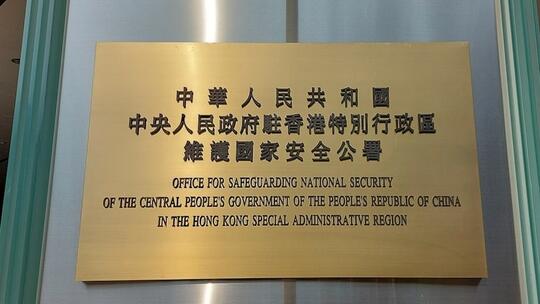 中華人民共和國
中央人民政府駐香港特別行政區
維護國家安全公署
OFFICE FOR SAFEGUARDING NATIONAL SECURITY
OF THE CENTRAL PEOPLE'S GOVERNMENT OF THE PEOPLE'S REPUBLIC OF CHINA
IN THE HONG KONG SPECIAL ADMINISTRATIVE REGION